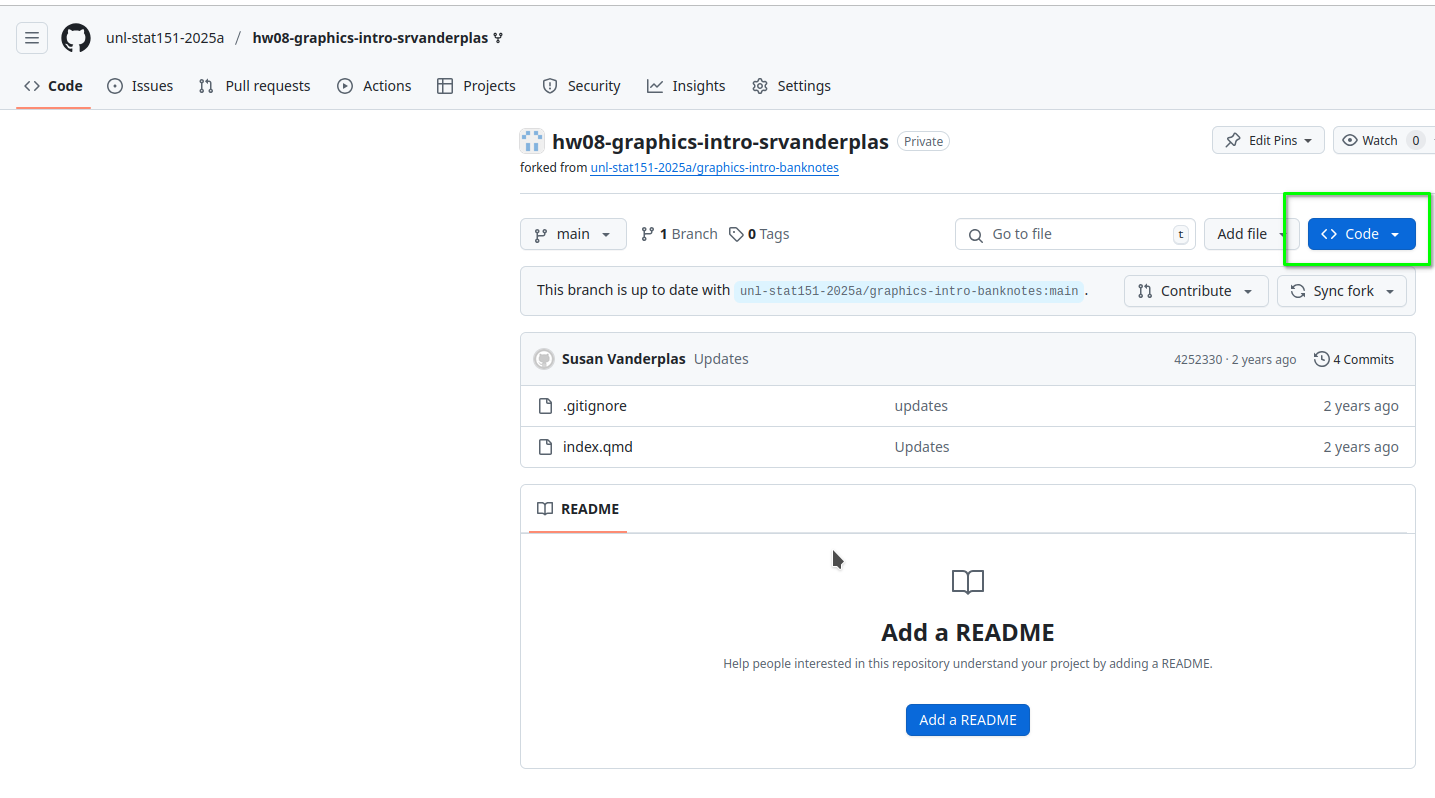 unl-stat151-2025a / hw08-graphics-intro-srvanderplas
Code Issues Pull requests Actions Projects Security Insights Settings
hw08-graphics-intro-srvanderplas Private Edit Pins Watch 0
forked from unl-stat151-2025a/graphics-intro-banknotes
main 1 Branch 0 Tags Go to file t Add file <> Code
This branch is up to date with unl-stat151-2025a/graphics-intro-banknotes:main . Contribute Sync fork
Susan Vanderplas Updates 4252330 · 2 years ago 4 Commits
.gitignore updates 2 years ago
index.qmd Updates 2 years ago
README
Add a README
Help people interested in this repository understand your project by adding a README.
Add a README